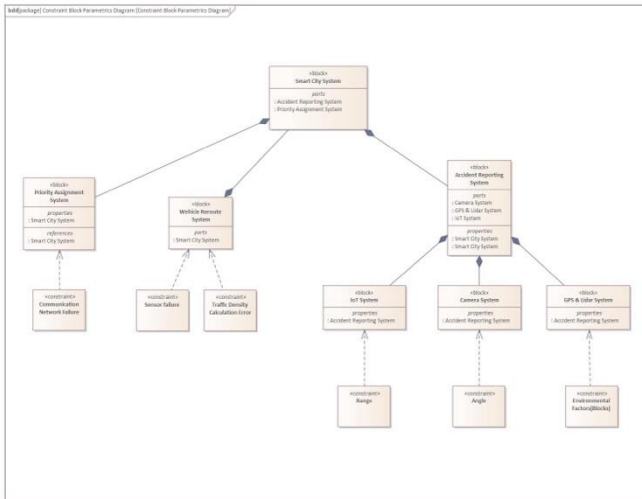 bdd[package] Constraint Block Parametrics Diagram [Constraint Block Parametrics Diagram]
«block»
Smart City System
parts
: Accident Reporting System
: Priority Assignment System
«block»
Priority Assignment
System
properties
: Smart City System
references
: Smart City System
«block»
Wehicle Reroute
System
parts
: Smart City System
«block»
Accident Reporting
System
parts
: Camera System
: GPS & Lidar System
: IoT System
properties
: Smart City System
: Smart City System
«constraint»
Communication
Network Failure
«constraint»
Sensor failure
«constraint»
Traffic Density
Calculation Error
«block»
IoT System
properties
: Accident Reporting System
«block»
Camera System
properties
: Accident Reporting System
«block»
GPS & Lidar System
properties
: Accident Reporting System
«constraint»
Range
«constraint»
Angle
«constraint»
Environmental
Factors(Blocks)